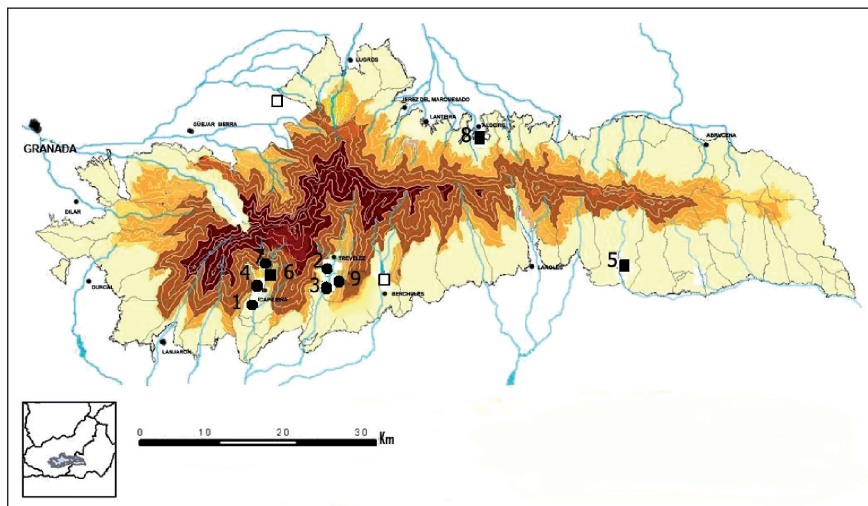 LUGROS
JEREZ DEL MARQUESADO
LANTEIRA
ALDEIRE
8
GÜEJAR SIERRA
GRANADA
ABRUCENA
DILAR
7
4
6
2
TREVELEZ
3
9
5
LAROLES
DURCAL
1
CAPILEIRA
BERCHULES
LANJARON
0 10 20 30 Km